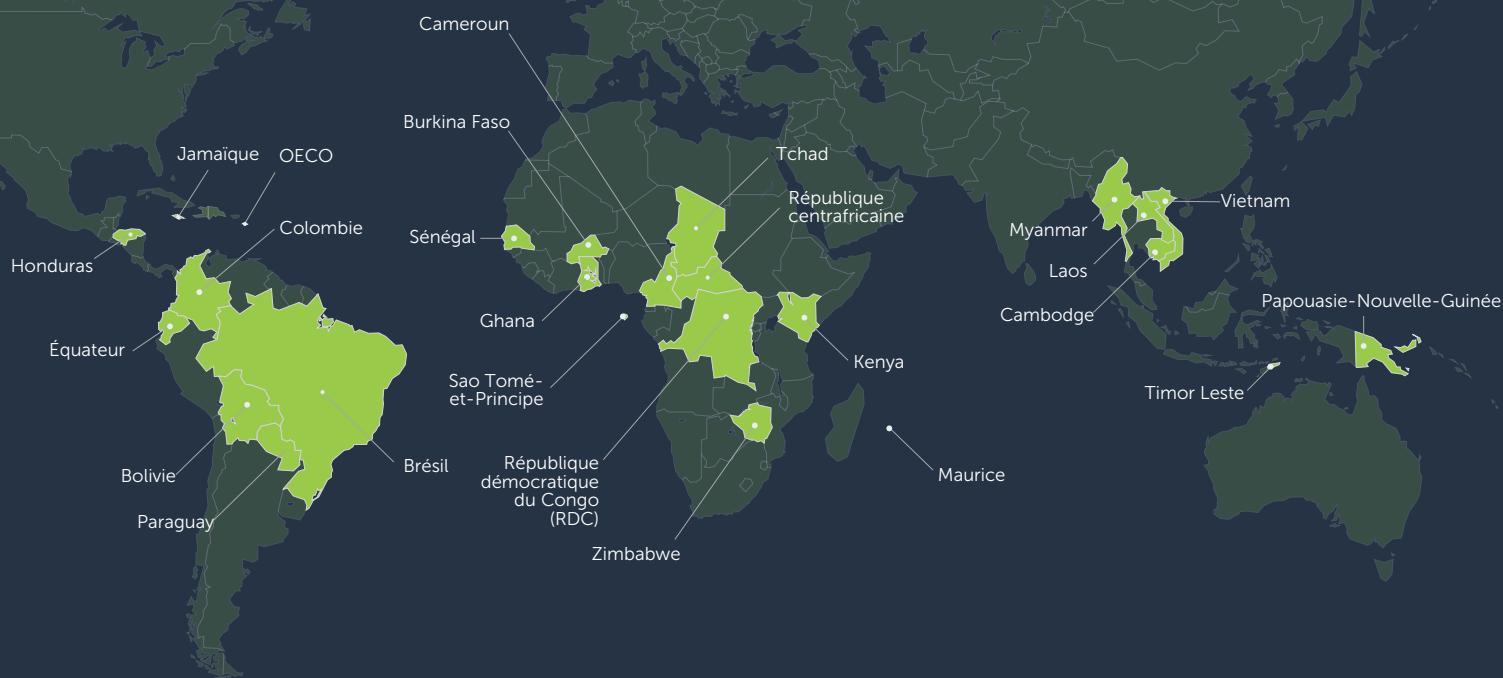 Cameroun
Burkina Faso
Jamaïque
OECO
Tchad
République
centrafricaine
Vietnam
Colombie
Sénégal
Myanmar
Honduras
Laos
Papouasie-Nouvelle-Guinée
Cambodge
Ghana
Équateur
Kenya
Sao Tomé-
et-Principe
Timor Leste
Brésil
République
démocratique
du Congo
(RDC)
Bolivie
Maurice
Paraguay
Zimbabwe